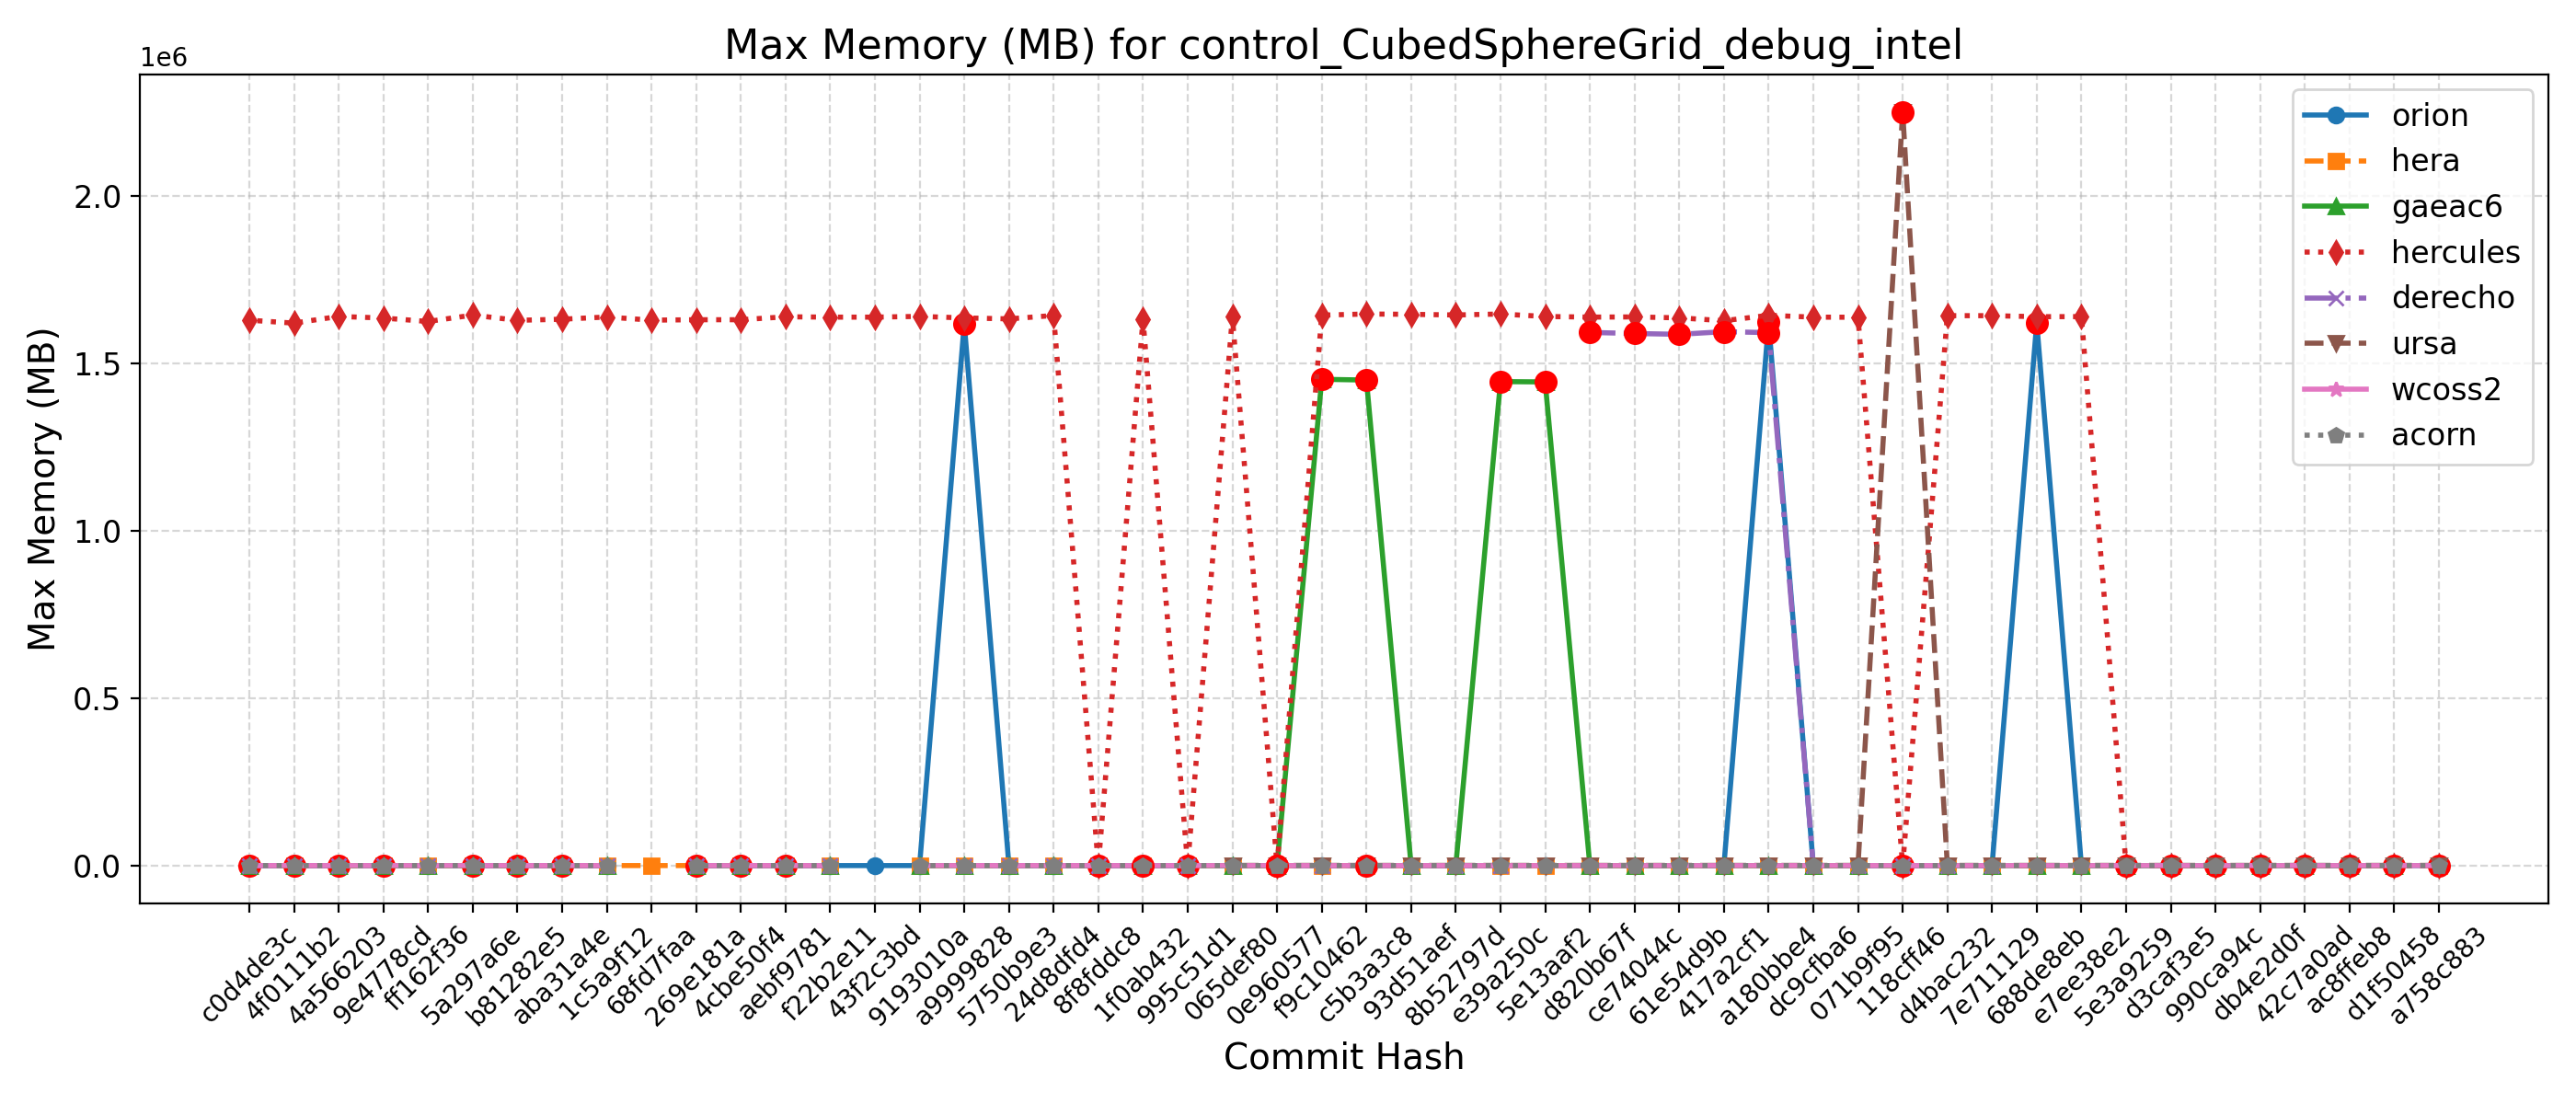 Max Memory (MB) for control_CubedSphereGrid_debug_intel
1e6
2.0
1.5
1.0
0.5
0.0
Max Memory (MB)
orion
hera
gaeac6
hercules
derecho
ursa
wcoss2
acorn
c0d4de3c
4f0111b2
4a566203
9e4778cd
ff162f36
5a297a6e
b81282e5
aba31a4e
1c5a9f12
68fd7faa
269e181a
4cbe50f4
aebf9781
f22b2e11
43f2c3bd
9193010a
a9999828
5750b9e3
24d8dfd4
8f8fddc8
1f0ab432
995c51d1
065def80
0e960577
f9c10462
c5b3a3c8
93d51aef
8b52797d
e39a250c
5e13aaf2
d820b67f
ce74044c
61e54d9b
417a2cf1
a180bbe4
dc9cfba6
071b9f95
118cff46
d4bac232
7e711129
688de8eb
e7ee38e2
5e3a9259
d3caf3e5
990ca94c
db4e2d0f
42c7a0ad
ac8ffeb8
d1f50458
a758c883
Commit Hash